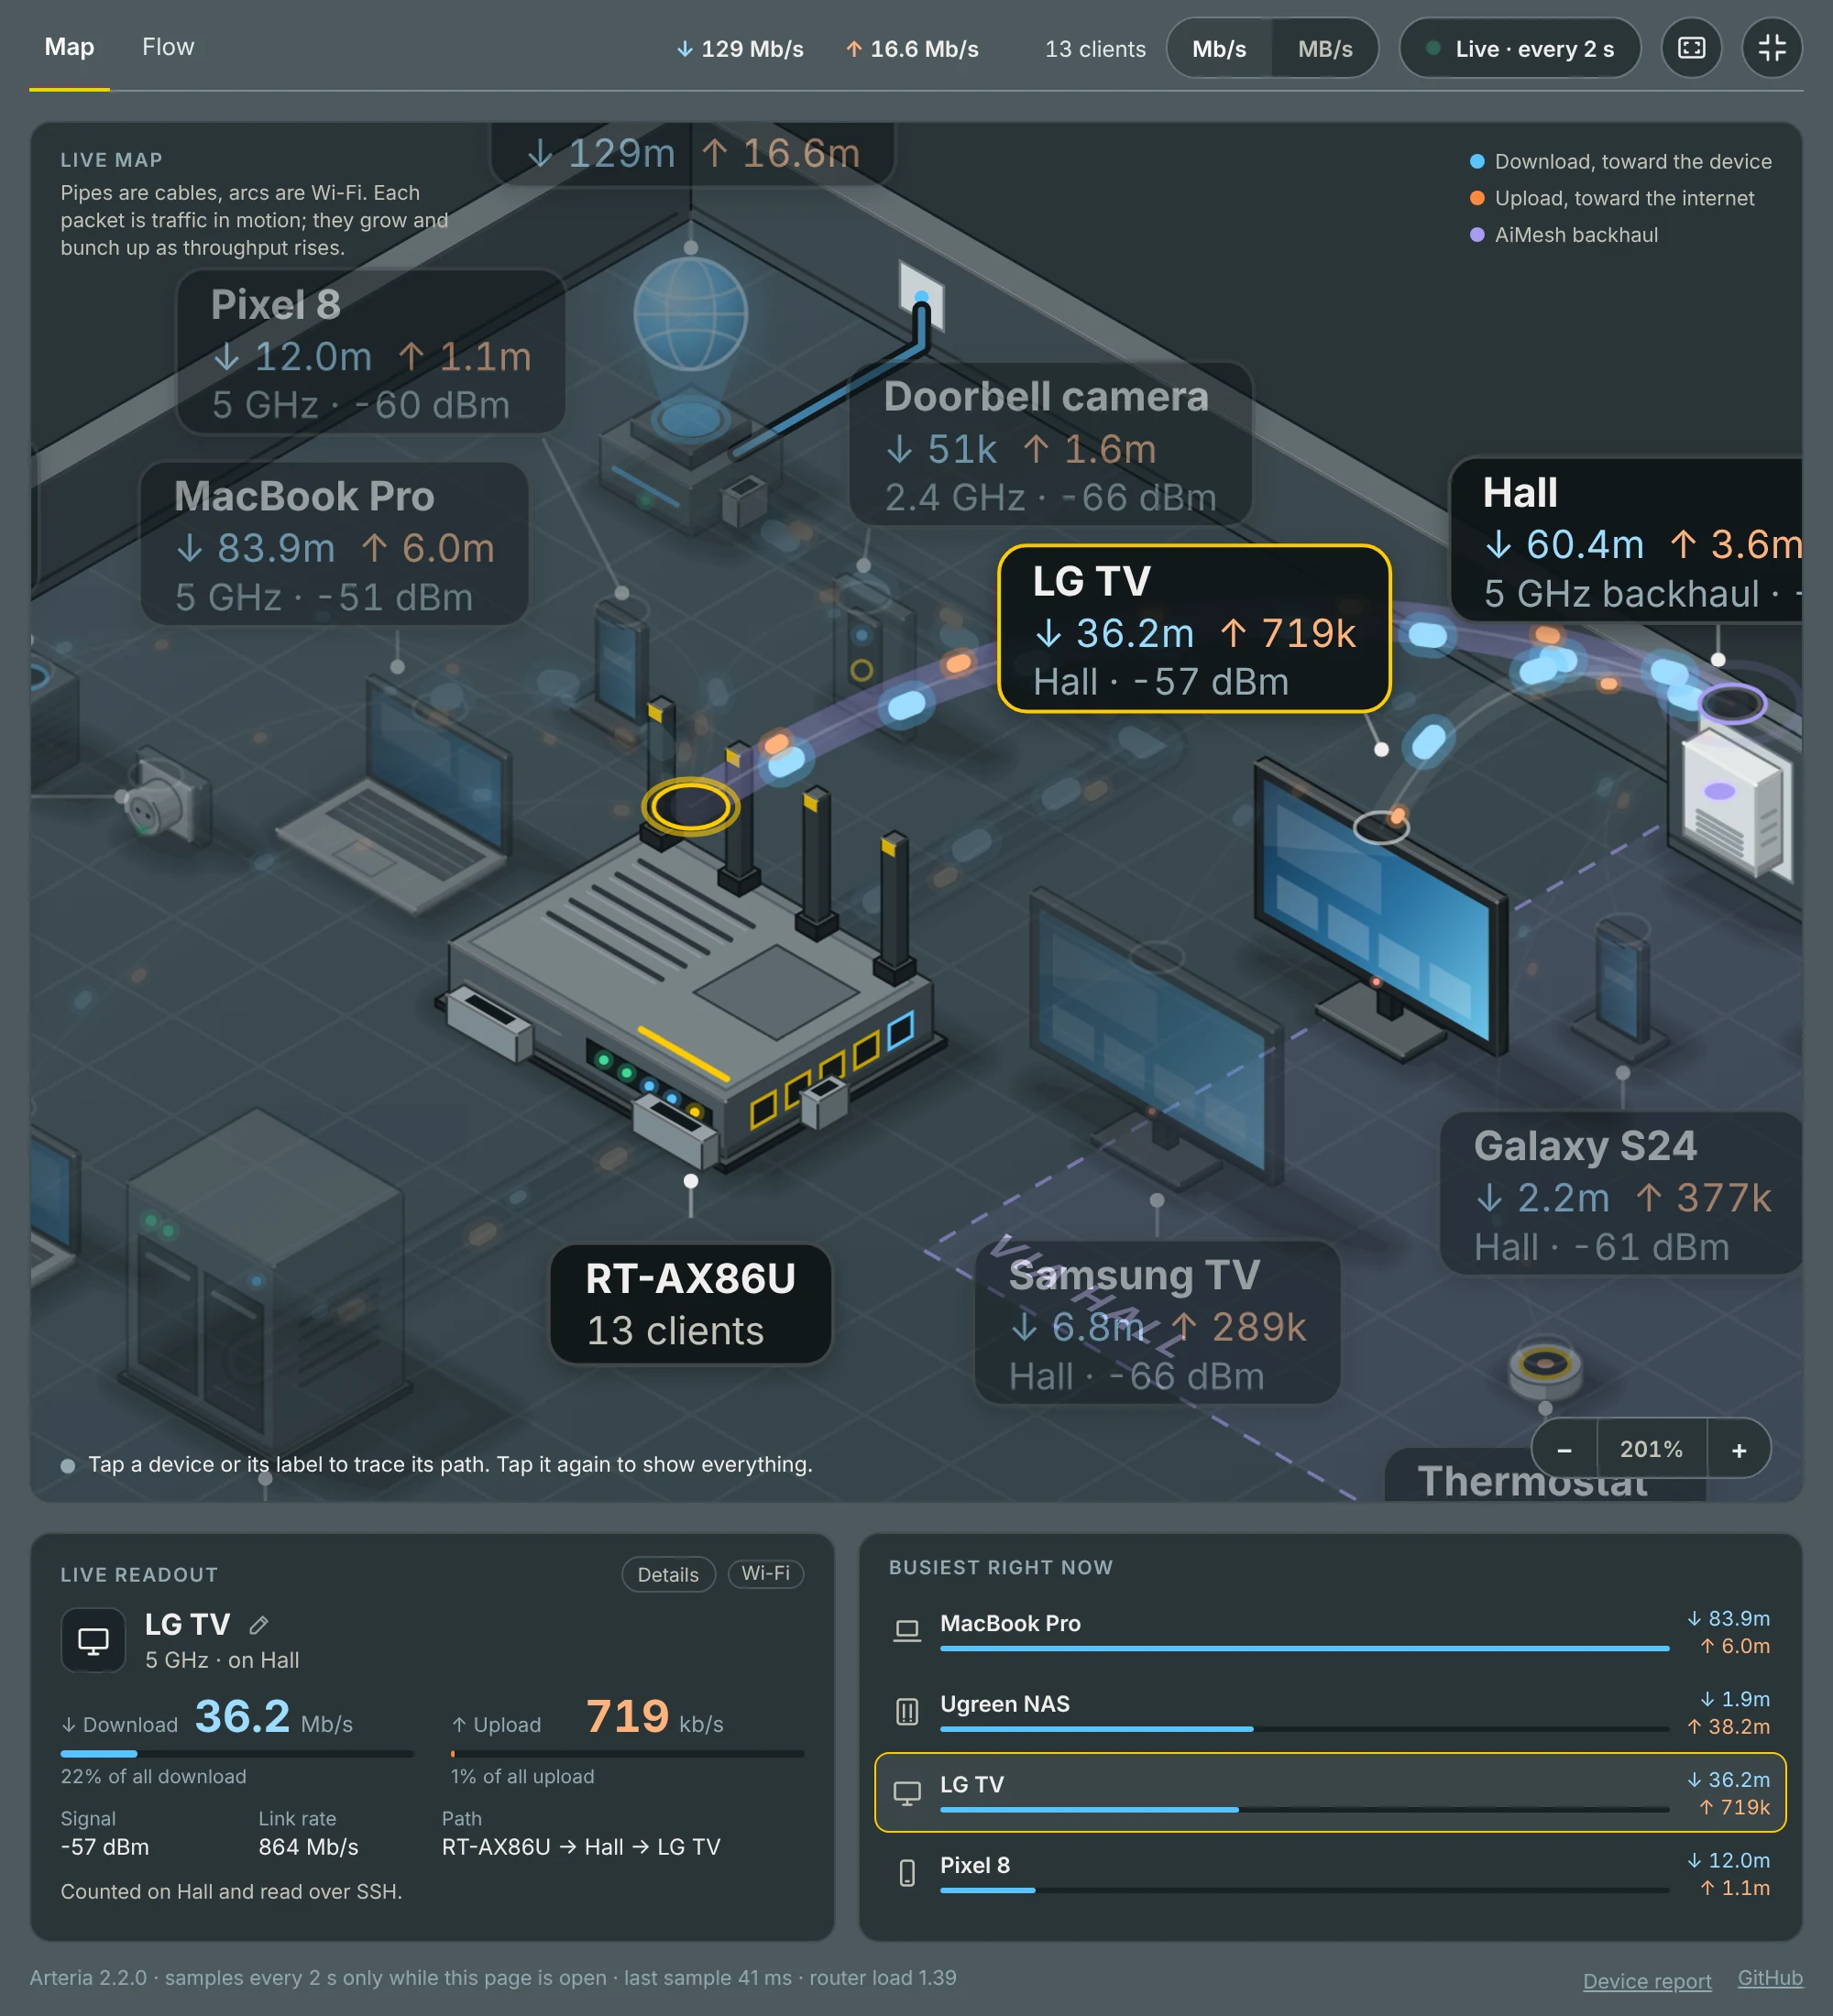 Map
Flow
↓ 129 Mb/s
↑ 16.6 Mb/s
13 clients
Mb/s
MB/s
Live · every 2 s
LIVE MAP
Pipes are cables, arcs are Wi-Fi. Each
packet is traffic in motion; they grow and
bunch up as throughput rises.
↓ 129m ↑ 16.6m
Download, toward the device
Upload, toward the internet
AiMesh backhaul
Pixel 8
↓ 12.0m ↑ 1.1m
5 GHz · -60 dBm
Doorbell camera
↓ 51k ↑ 1.6m
2.4 GHz · -66 dBm
MacBook Pro
↓ 83.9m ↑ 6.0m
5 GHz · -51 dBm
Hall
↓ 60.4m ↑ 3.6m
5 GHz backhaul · -
LG TV
↓ 36.2m ↑ 719k
Hall · -57 dBm
Galaxy S24
↓ 2.2m ↑ 377k
Hall · -61 dBm
RT-AX86U
13 clients
VIA HALL
Samsung TV
↓ 6.8m ↑ 289k
Hall · -66 dBm
Thermostat
− 201% +
Tap a device or its label to trace its path. Tap it again to show everything.
LIVE READOUT
Details
Wi-Fi
LG TV
5 GHz · on Hall
↓ Download 36.2 Mb/s
↑ Upload 719 kb/s
22% of all download
1% of all upload
Signal
-57 dBm
Link rate
864 Mb/s
Path
RT-AX86U → Hall → LG TV
Counted on Hall and read over SSH.
BUSIEST RIGHT NOW
MacBook Pro
↓ 83.9m
↑ 6.0m
Ugreen NAS
↓ 1.9m
↑ 38.2m
LG TV
↓ 36.2m
↑ 719k
Pixel 8
↓ 12.0m
↑ 1.1m
Arteria 2.2.0 · samples every 2 s only while this page is open · last sample 41 ms · router load 1.39
Device report
GitHub